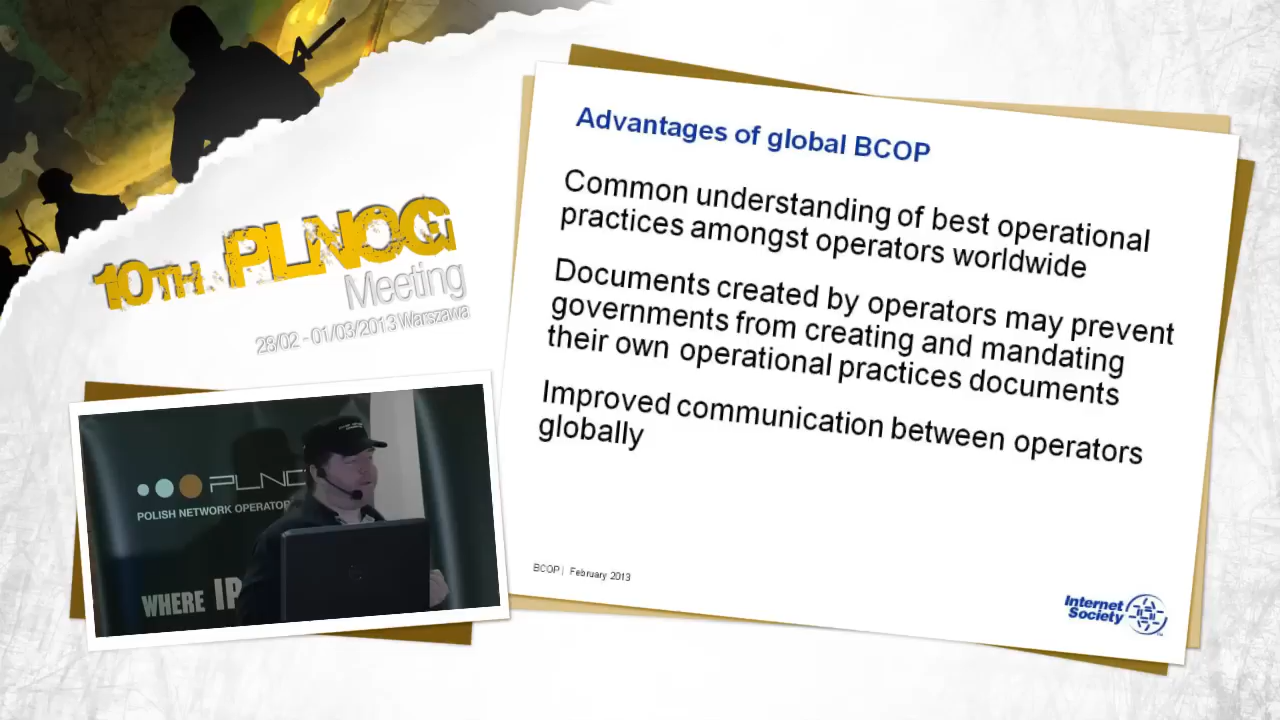 10TH PLNOG
Meeting
28/02 - 01/03/2013 Warszawa
Advantages of global BCOP
Common understanding of best operational
practices amongst operators worldwide
Documents created by operators may prevent
governments from creating and mandating
their own operational practices documents
Improved communication between operators
globally
BCOP | February 2013
Internet
Society
PLNO
POLISH NETWORK OPERATOR
WHERE IP